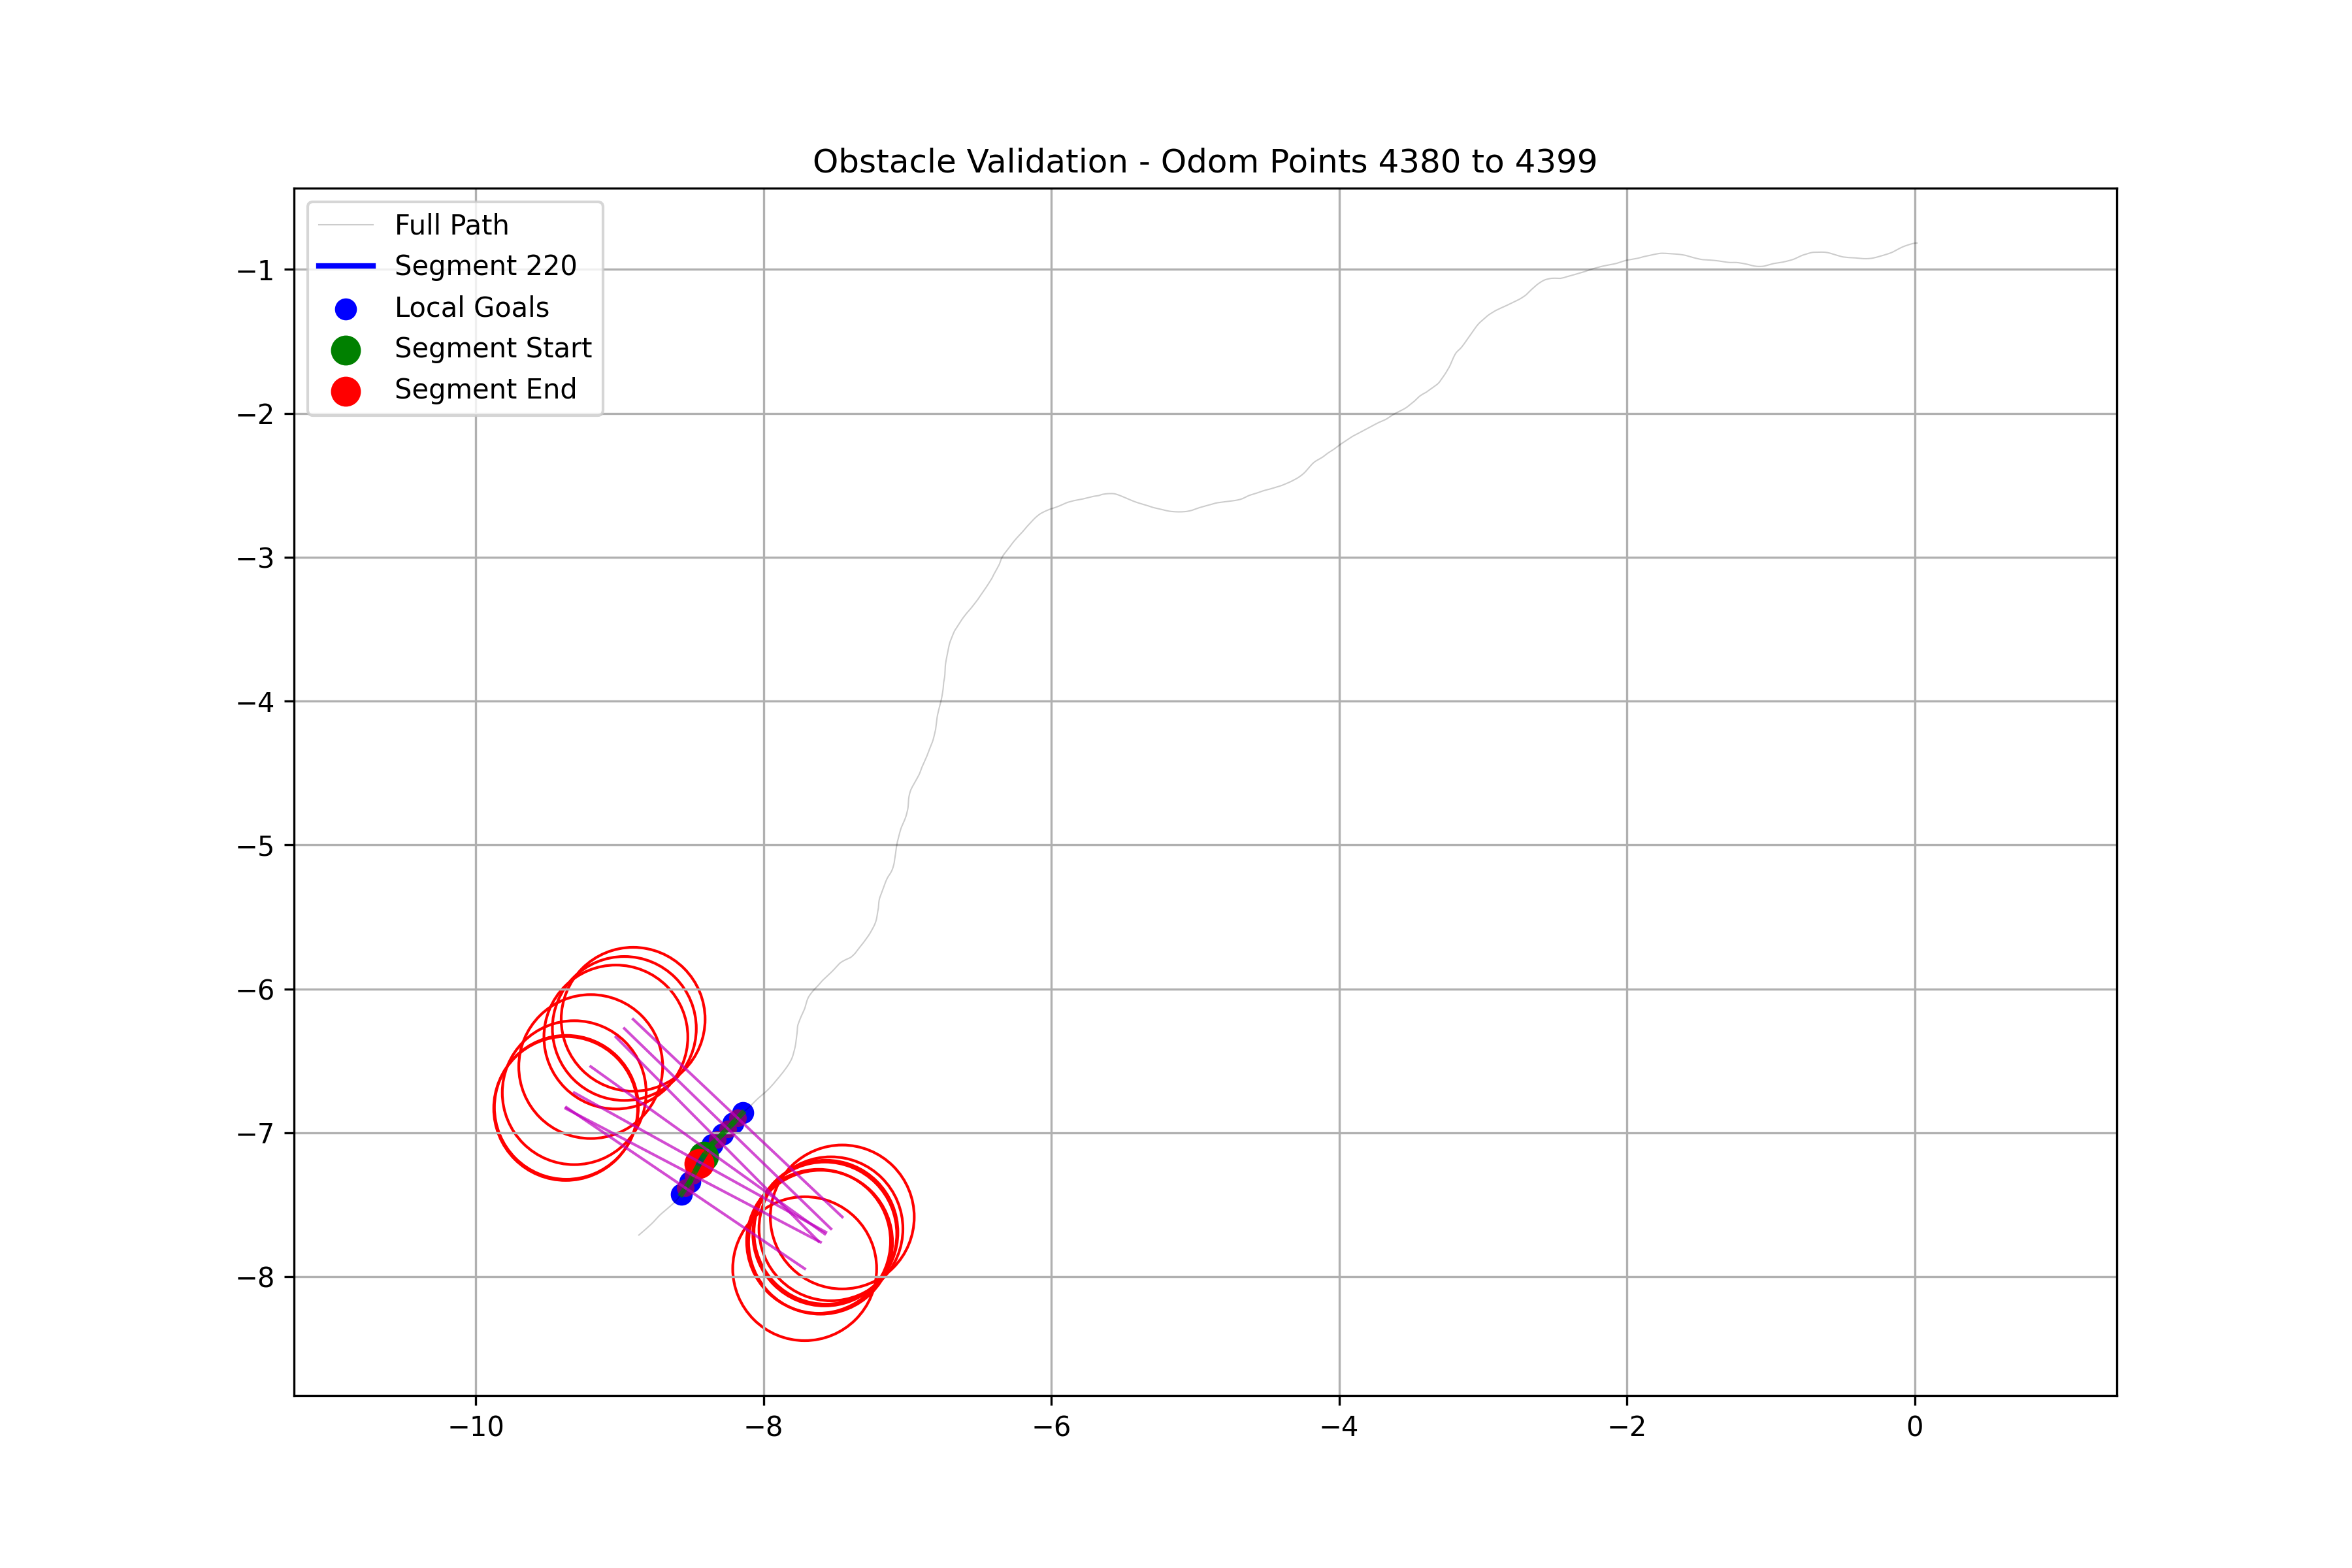 Obstacle Validation - Odom Points 4380 to 4399
Full Path
Segment 220
Local Goals
Segment Start
Segment End
−1
−2
−3
−4
−5
−6
−7
−8
−10
−8
−6
−4
−2
0